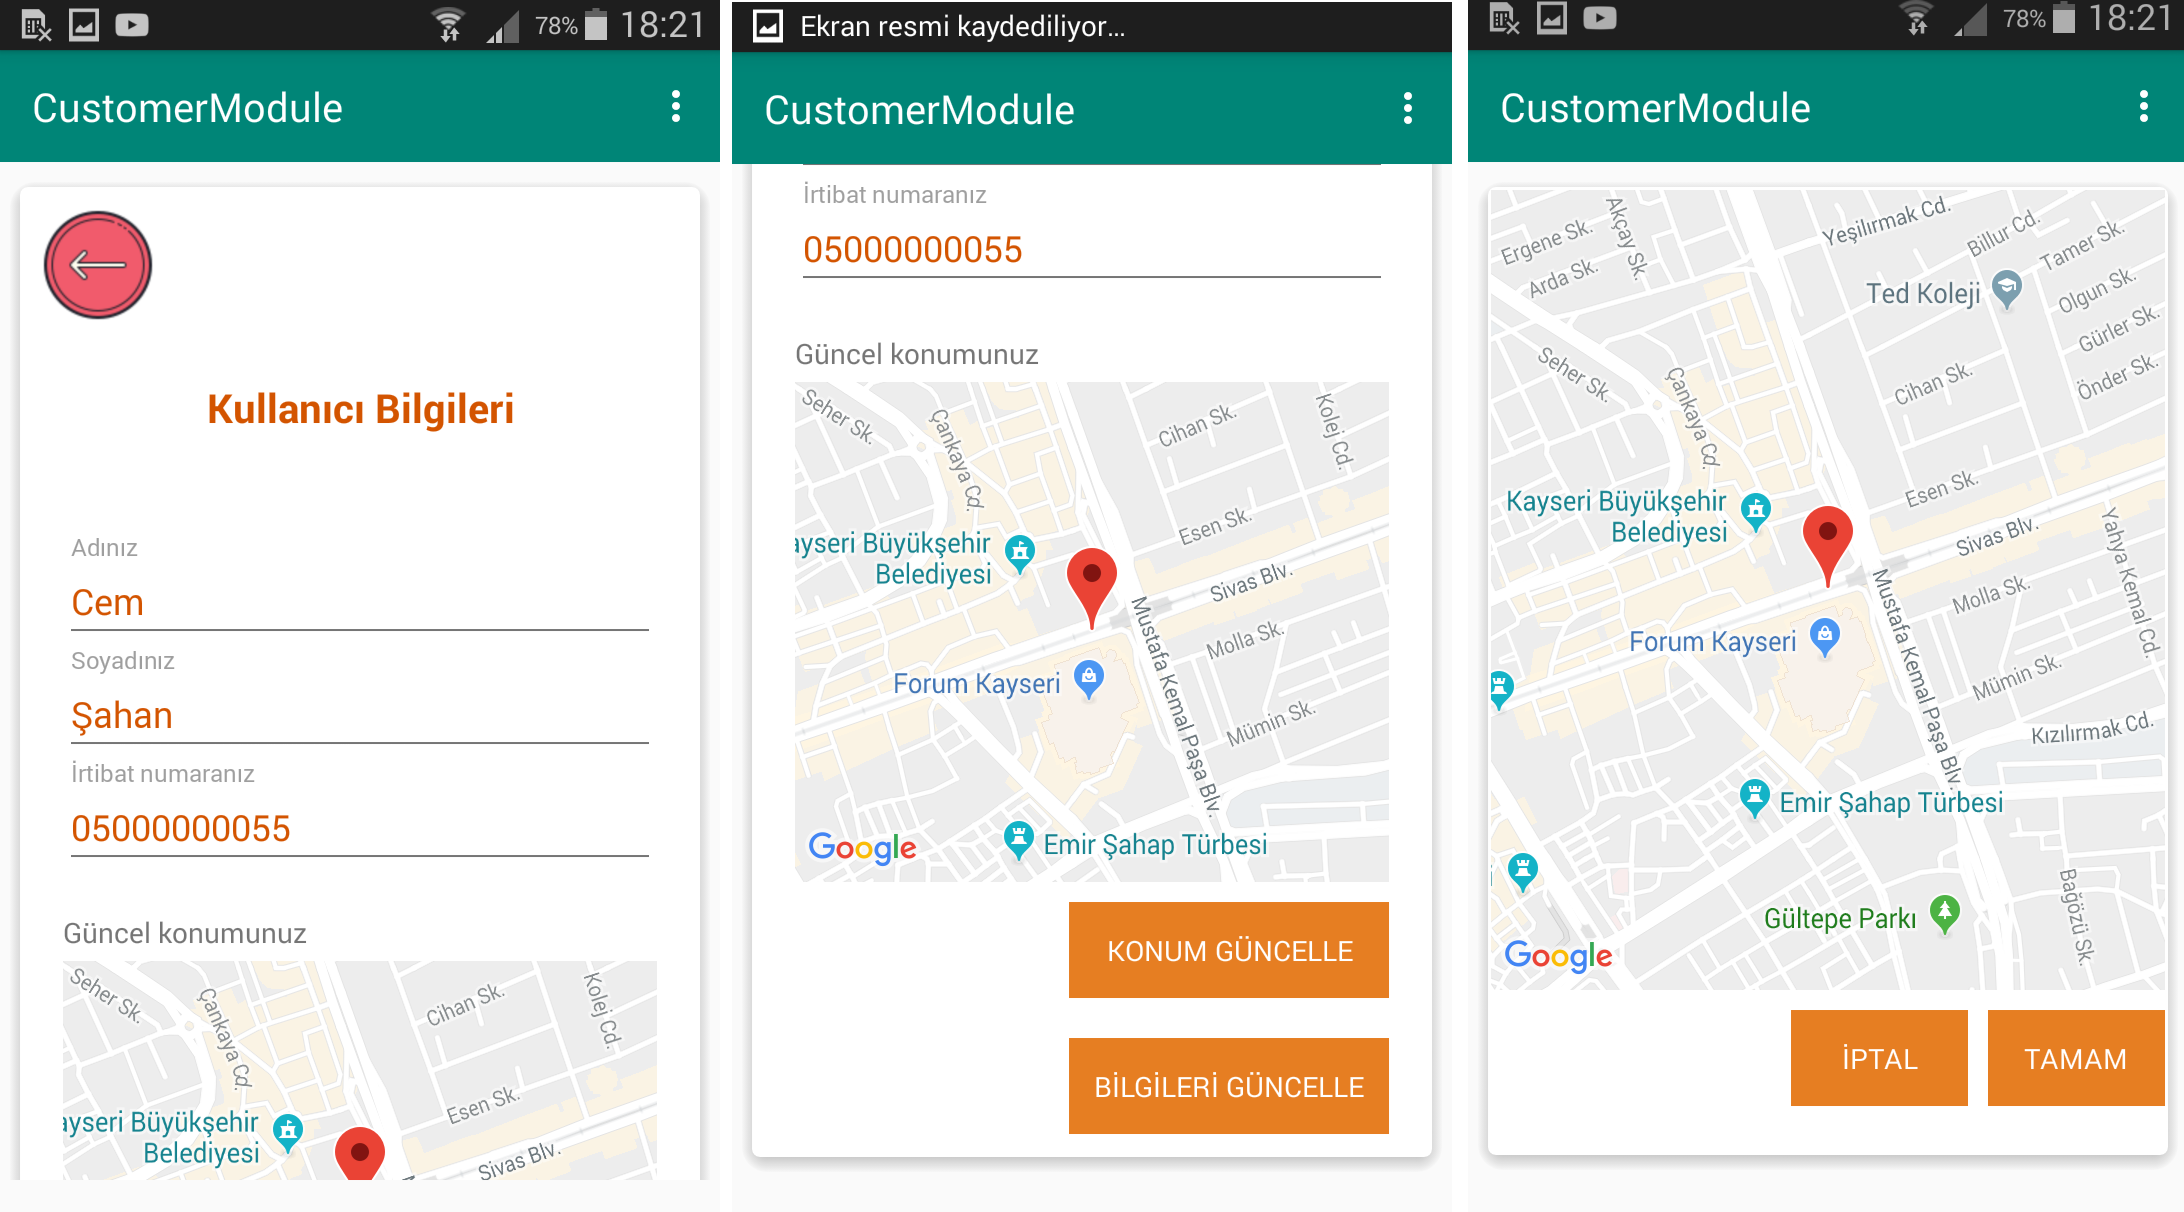 78% 18:21
CustomerModule
Kullanıcı Bilgileri
Adınız
Cem
Soyadınız
Şahan
İrtibat numaranız
05000000055
Güncel konumunuz
Seher Sk.
Çankaya Cd.
Cihan Sk.
Kolej Cd.
Esen Sk.
ayseri Büyükşehir
Belediyesi
Sivas Blv.
Ekran resmi kaydediliyor...
CustomerModule
İrtibat numaranız
05000000055
Güncel konumunuz
Seher Sk.
Çankaya Cd.
Cihan Sk.
Kolej Cd.
Esen Sk.
ayseri Büyükşehir
Belediyesi
Sivas Blv.
Mustafa Kemal Paşa Blv.
Molla Sk.
Forum Kayseri
Mümin Sk.
Google
Emir Şahap Türbesi
KONUM GÜNCELLE
BİLGİLERİ GÜNCELLE
78% 18:21
CustomerModule
Akçay Sk.
Yeşilırmak Cd.
Ergene Sk.
Billur Cd.
Tamer Sk.
Arda Sk.
Ted Koleji
Olgun Sk.
Gürler Sk.
Seher Sk.
Çankaya Cd.
Cihan Sk.
Önder Sk.
Kayseri Büyükşehir
Belediyesi
Esen Sk.
Sivas Blv.
Yahya Kemal Cd.
Mustafa Kemal Paşa Blv.
Molla Sk.
Forum Kayseri
Mümin Sk.
Kızılırmak Cd.
Emir Şahap Türbesi
Gültepe Parkı
Bağözü Sk.
Google
İPTAL
TAMAM